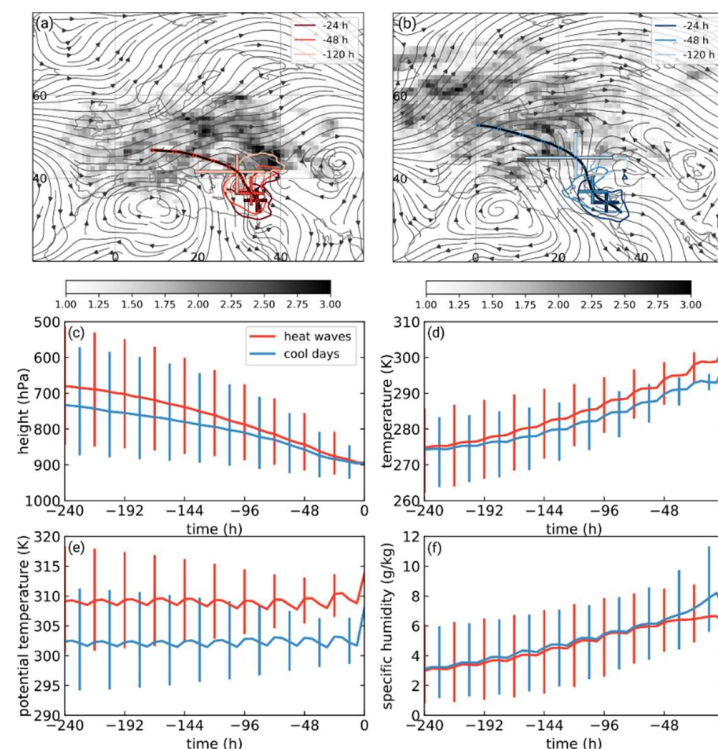 (a)
-24 h
-48 h
-120 h
60
40
0
20
40
(b)
-24 h
-48 h
-120 h
60
40
0
20
40
1.00 1.25 1.50 1.75 2.00 2.25 2.50 2.75 3.00
1.00 1.25 1.50 1.75 2.00 2.25 2.50 2.75 3.00
(c)
heat waves
cool days
height (hPa)
500
600
700
800
900
1000
−240 −192 −144 −96 −48 0
time (h)
(d)
temperature (K)
310
300
290
280
270
260
−240 −192 −144 −96 −48
time (h)
(e)
potential temperature (K)
320
315
310
305
300
295
290
−240 −192 −144 −96 −48 0
time (h)
(f)
specific humidity (g/kg)
12
10
8
6
4
2
0
−240 −192 −144 −96 −48
time (h)